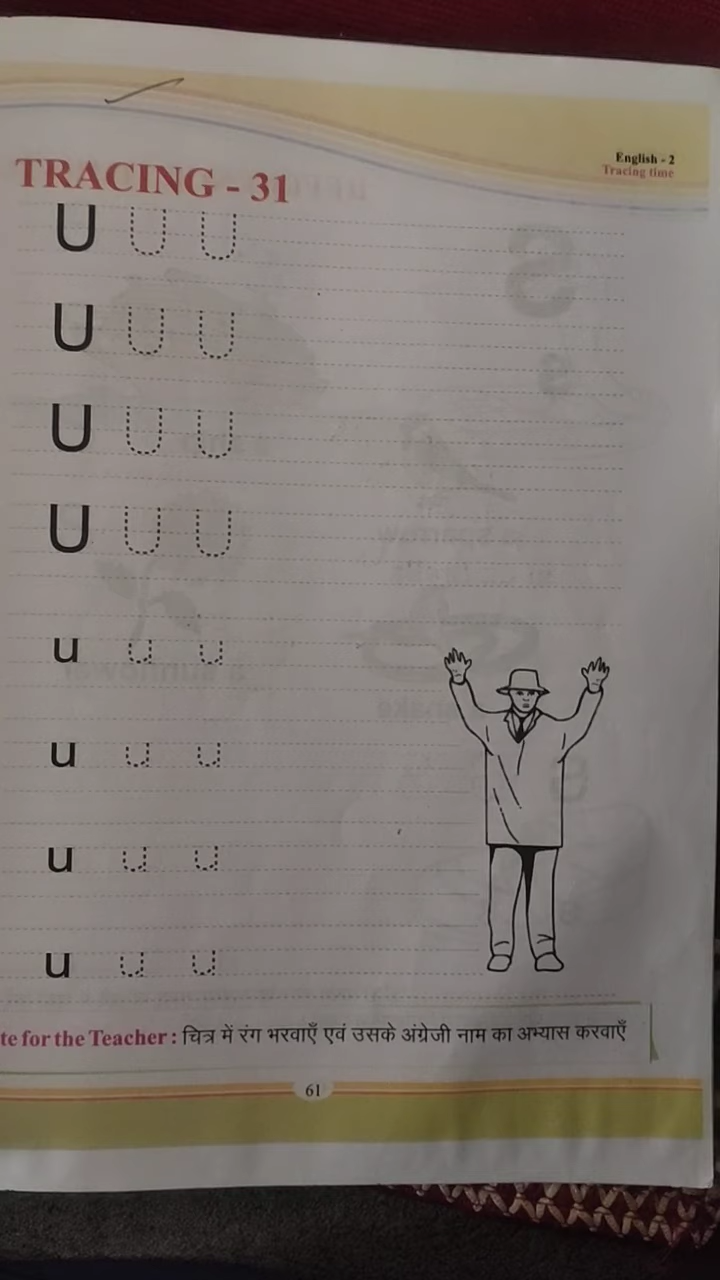 English - 2
Tracing time
TRACING - 31
U U U
U U U
U U U
U U U
u u u
u u u
u u u
u u u
te for the Teacher : चित्र में रंग भरवाएँ एवं उसके अंग्रेजी नाम का अभ्यास करवाएँ
61